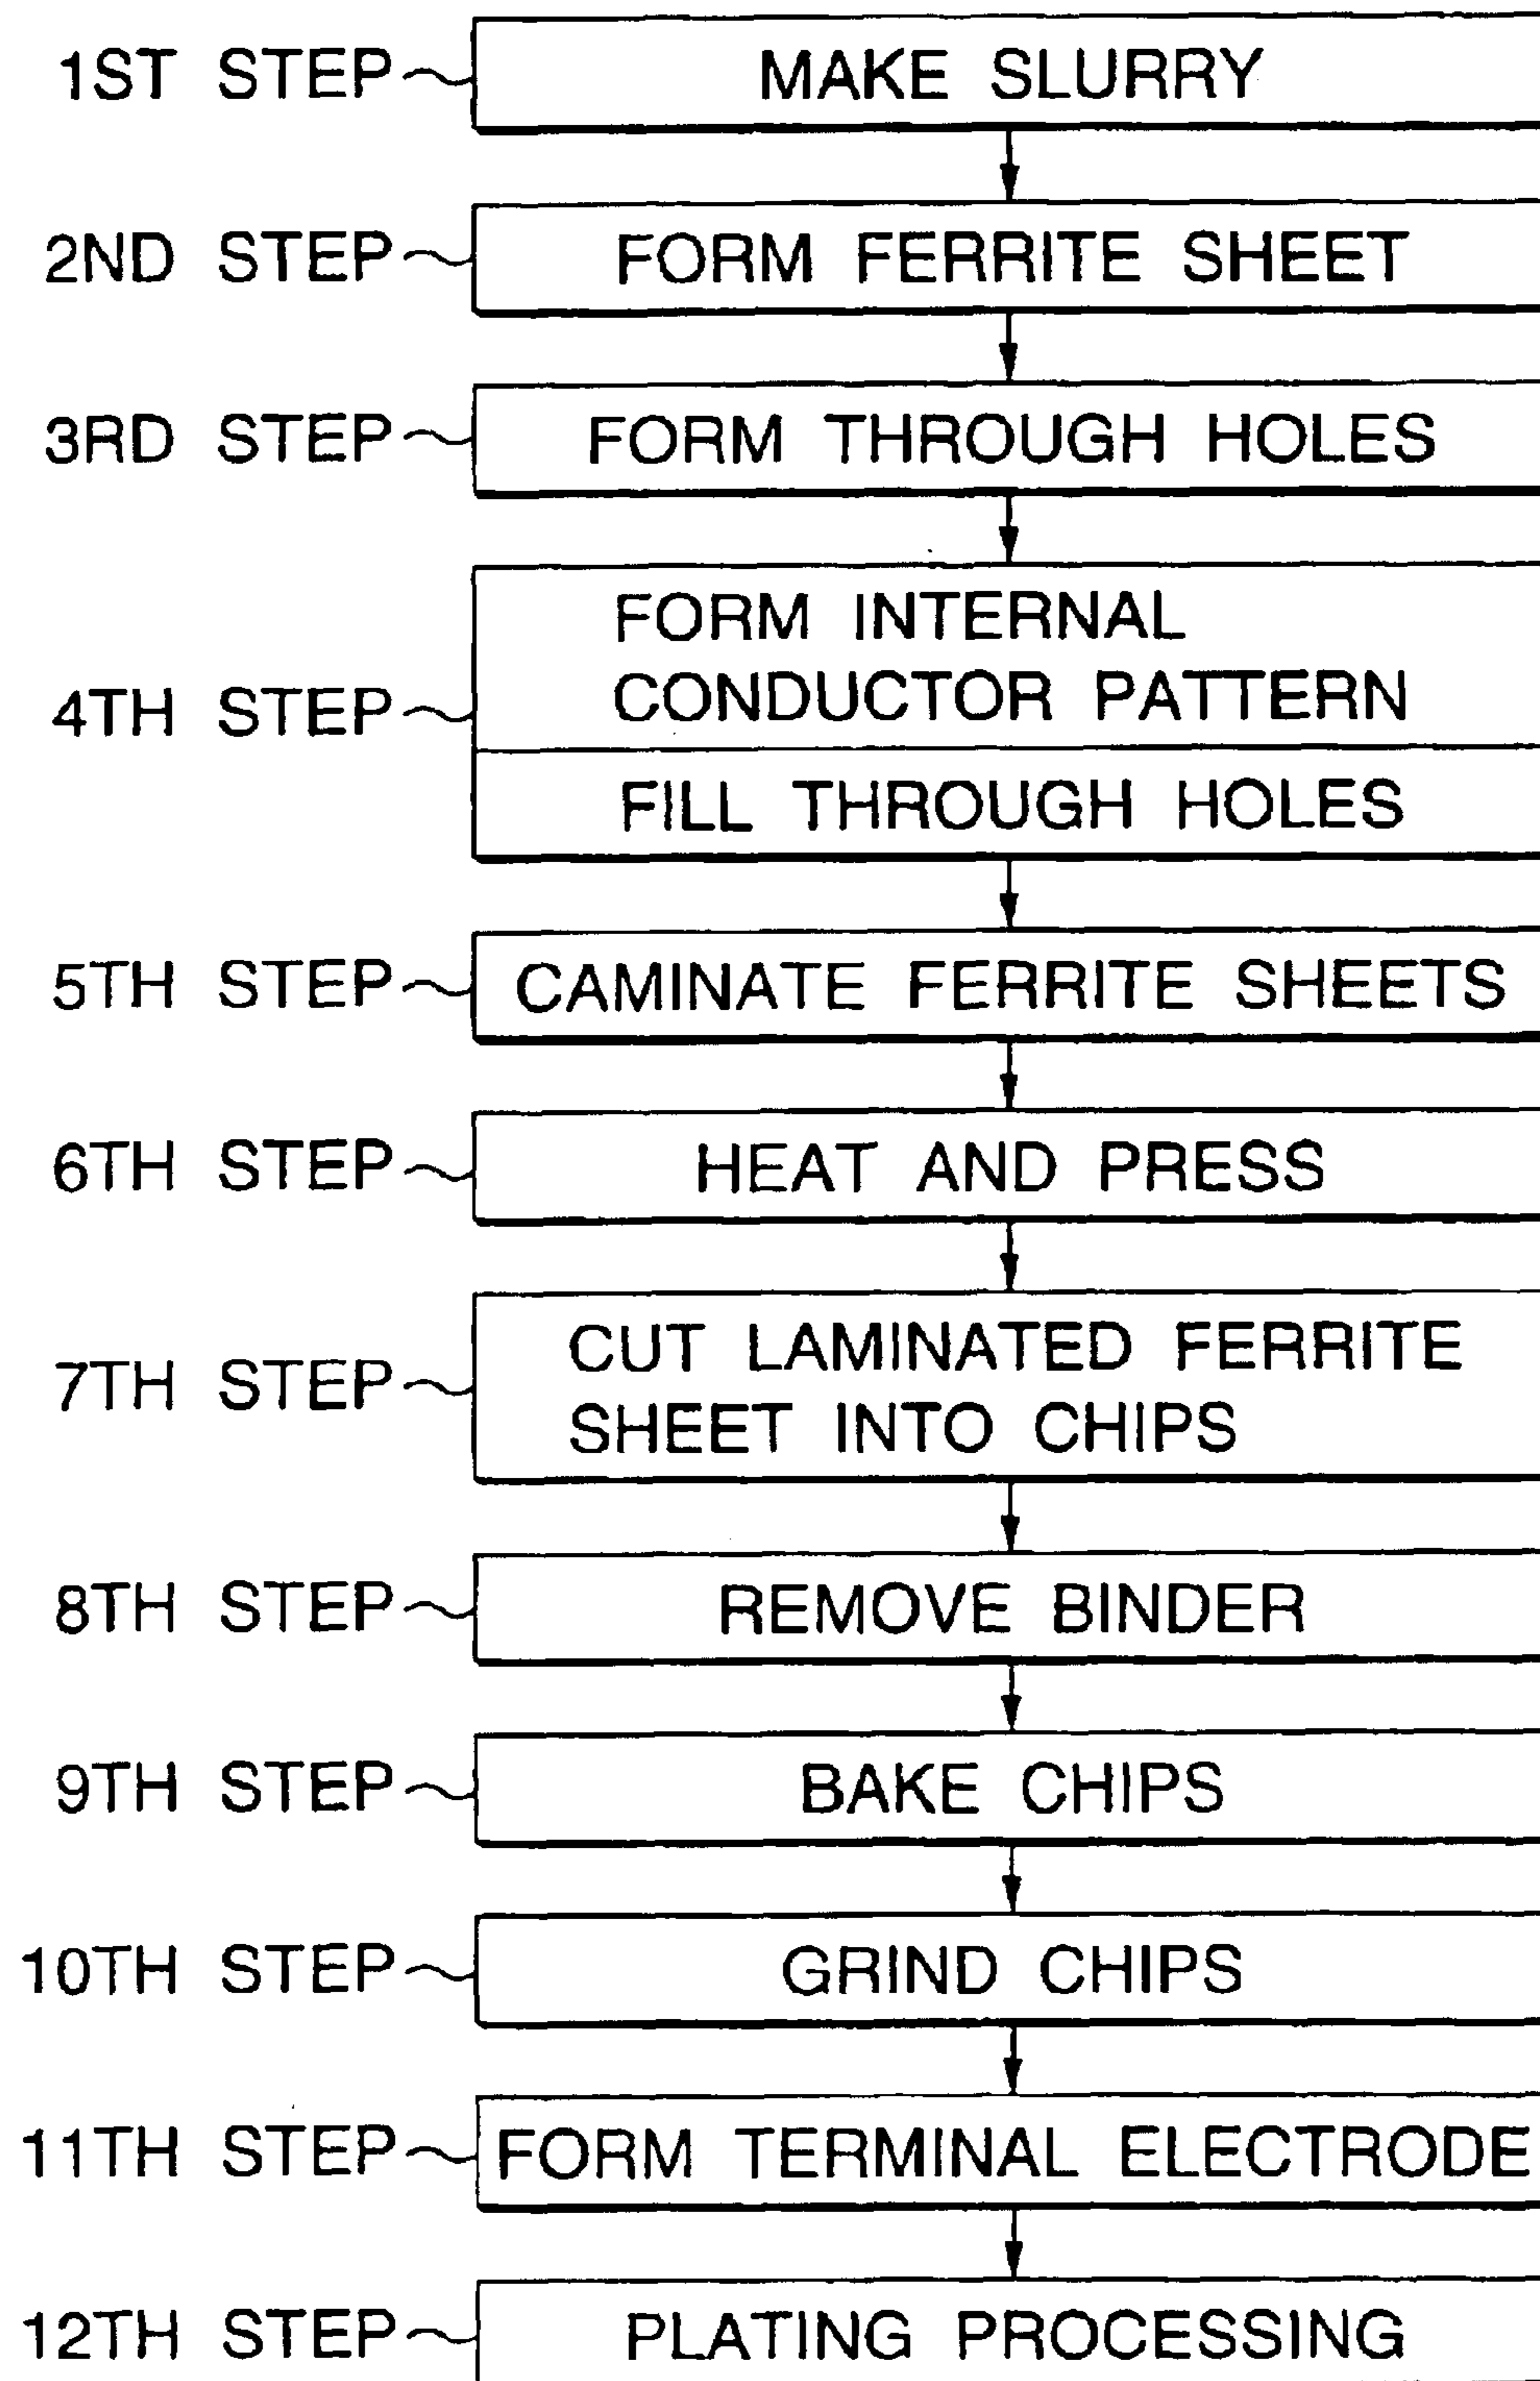 1ST STEP MAKE SLURRY
2ND STEP FORM FERRITE SHEET
3RD STEP FORM THROUGH HOLES
4TH STEP
FORM INTERNAL
CONDUCTOR PATTERN
FILL THROUGH HOLES
5TH STEP CAMINATE FERRITE SHEETS
6TH STEP HEAT AND PRESS
7TH STEP
CUT LAMINATED FERRITE
SHEET INTO CHIPS
8TH STEP REMOVE BINDER
9TH STEP BAKE CHIPS
10TH STEP GRIND CHIPS
11TH STEP FORM TERMINAL ELECTRODE
12TH STEP PLATING PROCESSING